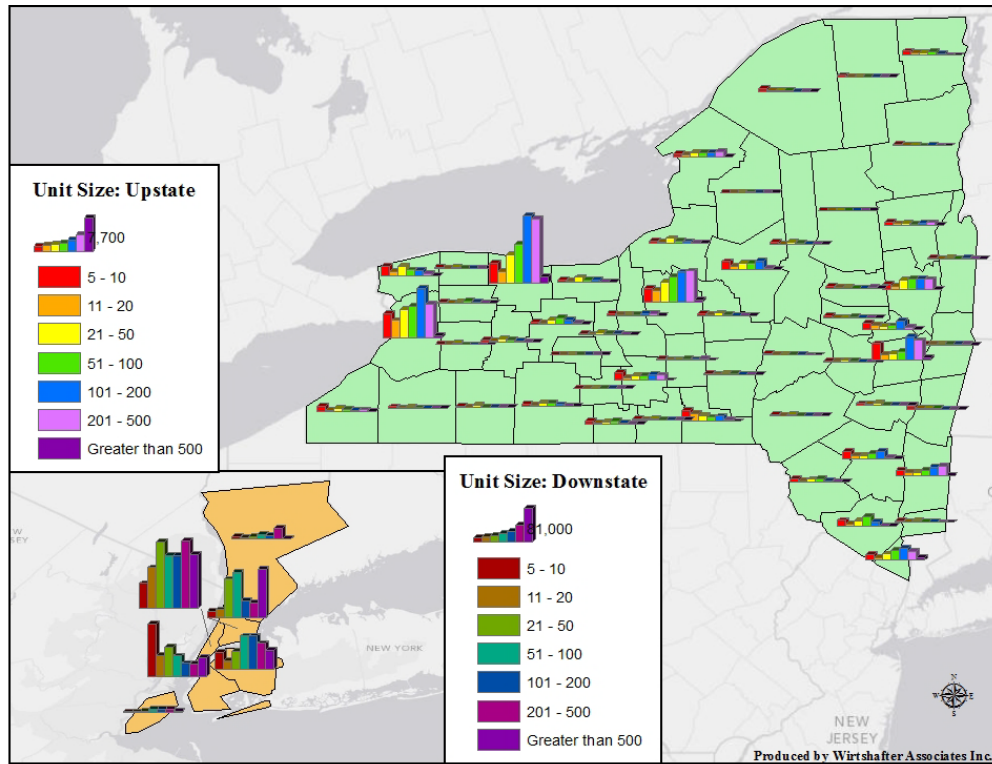 Unit Size: Upstate
7,700
5 - 10
11 - 20
21 - 50
51 - 100
101 - 200
201 - 500
Greater than 500
Unit Size: Downstate
81,000
5 - 10
11 - 20
21 - 50
51 - 100
101 - 200
201 - 500
Greater than 500
NEW YORK
NEW
JERSEY
N
W
E
S
Produced by Wirtshafter Associates Inc.